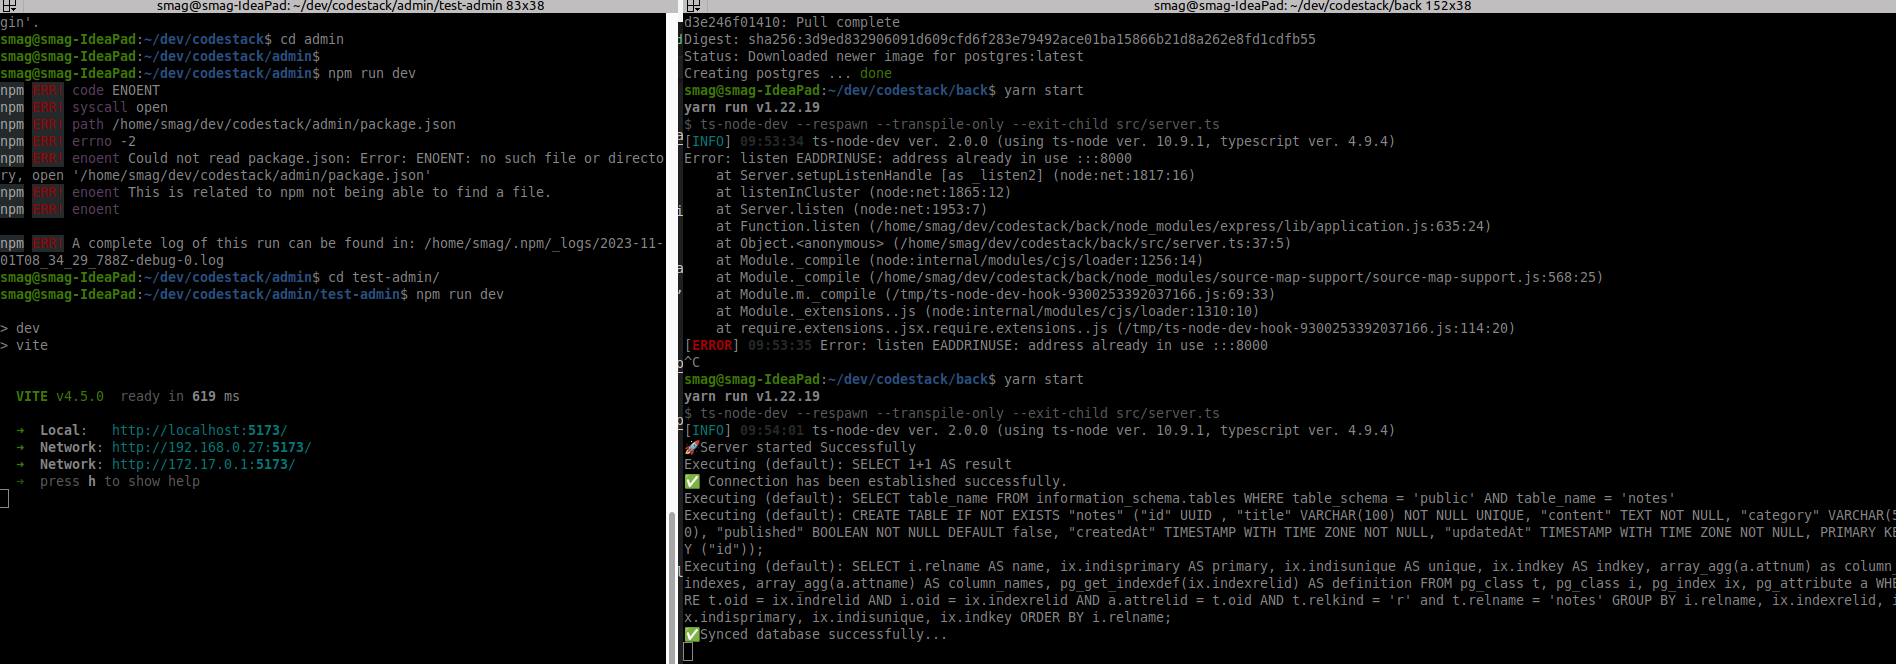 smag@smag-IdeaPad: ~/dev/codestack/admin/test-admin 83x38
gin'.
smag@smag-IdeaPad:~/dev/codestack$ cd admin
smag@smag-IdeaPad:~/dev/codestack/admin$
smag@smag-IdeaPad:~/dev/codestack/admin$ npm run dev
npm ERR! code ENOENT
npm ERR! syscall open
npm ERR! path /home/smag/dev/codestack/admin/package.json
npm ERR! errno -2
npm ERR! enoent Could not read package.json: Error: ENOENT: no such file or directo
ry, open '/home/smag/dev/codestack/admin/package.json'
npm ERR! enoent This is related to npm not being able to find a file.
npm ERR! enoent
npm ERR! A complete log of this run can be found in: /home/smag/.npm/_logs/2023-11-
01T08_34_29_788Z-debug-0.log
smag@smag-IdeaPad:~/dev/codestack/admin$ cd test-admin/
smag@smag-IdeaPad:~/dev/codestack/admin/test-admin$ npm run dev
> dev
> vite
VITE v4.5.0  ready in 619 ms
➜  Local:   http://localhost:5173/
➜  Network: http://192.168.0.27:5173/
➜  Network: http://172.17.0.1:5173/
➜  press h to show help
smag@smag-IdeaPad: ~/dev/codestack/back 152x38
d3e246f01410: Pull complete
Digest: sha256:3d9ed832906091d609cfd6f283e79492ace01ba15866b21d8a262e8fd1cdfb55
Status: Downloaded newer image for postgres:latest
Creating postgres ... done
smag@smag-IdeaPad:~/dev/codestack/back$ yarn start
yarn run v1.22.19
$ ts-node-dev --respawn --transpile-only --exit-child src/server.ts
[INFO] 09:53:34 ts-node-dev ver. 2.0.0 (using ts-node ver. 10.9.1, typescript ver. 4.9.4)
Error: listen EADDRINUSE: address already in use :::8000
at Server.setupListenHandle [as _listen2] (node:net:1817:16)
at listenInCluster (node:net:1865:12)
at Server.listen (node:net:1953:7)
at Function.listen (/home/smag/dev/codestack/back/node_modules/express/lib/application.js:635:24)
at Object.<anonymous> (/home/smag/dev/codestack/back/src/server.ts:37:5)
at Module._compile (node:internal/modules/cjs/loader:1256:14)
at Module._compile (/home/smag/dev/codestack/back/node_modules/source-map-support/source-map-support.js:568:25)
at Module.m._compile (/tmp/ts-node-dev-hook-9300253392037166.js:69:33)
at Module._extensions..js (node:internal/modules/cjs/loader:1310:10)
at require.extensions..jsx.require.extensions..js (/tmp/ts-node-dev-hook-9300253392037166.js:114:20)
[ERROR] 09:53:35 Error: listen EADDRINUSE: address already in use :::8000
^C
smag@smag-IdeaPad:~/dev/codestack/back$ yarn start
yarn run v1.22.19
$ ts-node-dev --respawn --transpile-only --exit-child src/server.ts
[INFO] 09:54:01 ts-node-dev ver. 2.0.0 (using ts-node ver. 10.9.1, typescript ver. 4.9.4)
🚀Server started Successfully
Executing (default): SELECT 1+1 AS result
✅ Connection has been established successfully.
Executing (default): SELECT table_name FROM information_schema.tables WHERE table_schema = 'public' AND table_name = 'notes'
Executing (default): CREATE TABLE IF NOT EXISTS "notes" ("id" UUID , "title" VARCHAR(100) NOT NULL UNIQUE, "content" TEXT NOT NULL, "category" VARCHAR(5
0), "published" BOOLEAN NOT NULL DEFAULT false, "createdAt" TIMESTAMP WITH TIME ZONE NOT NULL, "updatedAt" TIMESTAMP WITH TIME ZONE NOT NULL, PRIMARY KE
Y ("id"));
Executing (default): SELECT i.relname AS name, ix.indisprimary AS primary, ix.indisunique AS unique, ix.indkey AS indkey, array_agg(a.attnum) as column_
indexes, array_agg(a.attname) AS column_names, pg_get_indexdef(ix.indexrelid) AS definition FROM pg_class t, pg_class i, pg_index ix, pg_attribute a WHE
RE t.oid = ix.indrelid AND i.oid = ix.indexrelid AND a.attrelid = t.oid AND t.relkind = 'r' and t.relname = 'notes' GROUP BY i.relname, ix.indexrelid, i
x.indisprimary, ix.indisunique, ix.indkey ORDER BY i.relname;
✅Synced database successfully...